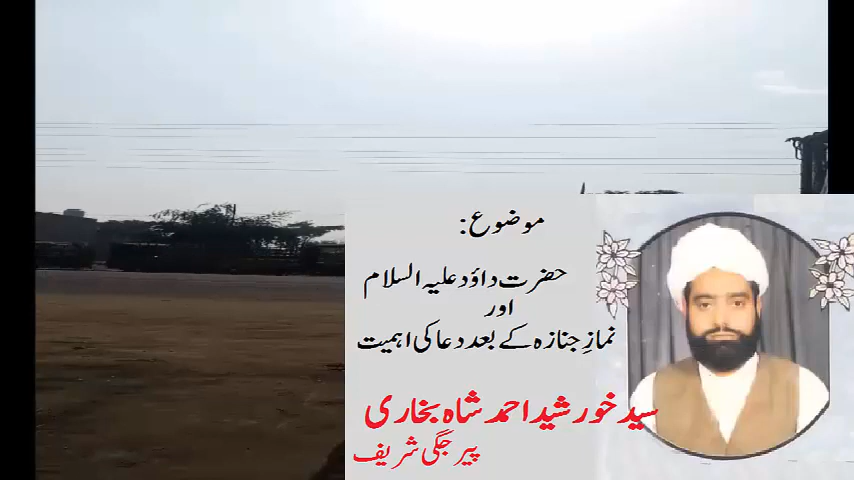 موضوع:
حضرت داؤد علیہ السلام
اور
نمازِ جنازہ کے بعد دعا کی اہمیت
سید خورشید احمد شاہ بخاری
پیر جگی شریف